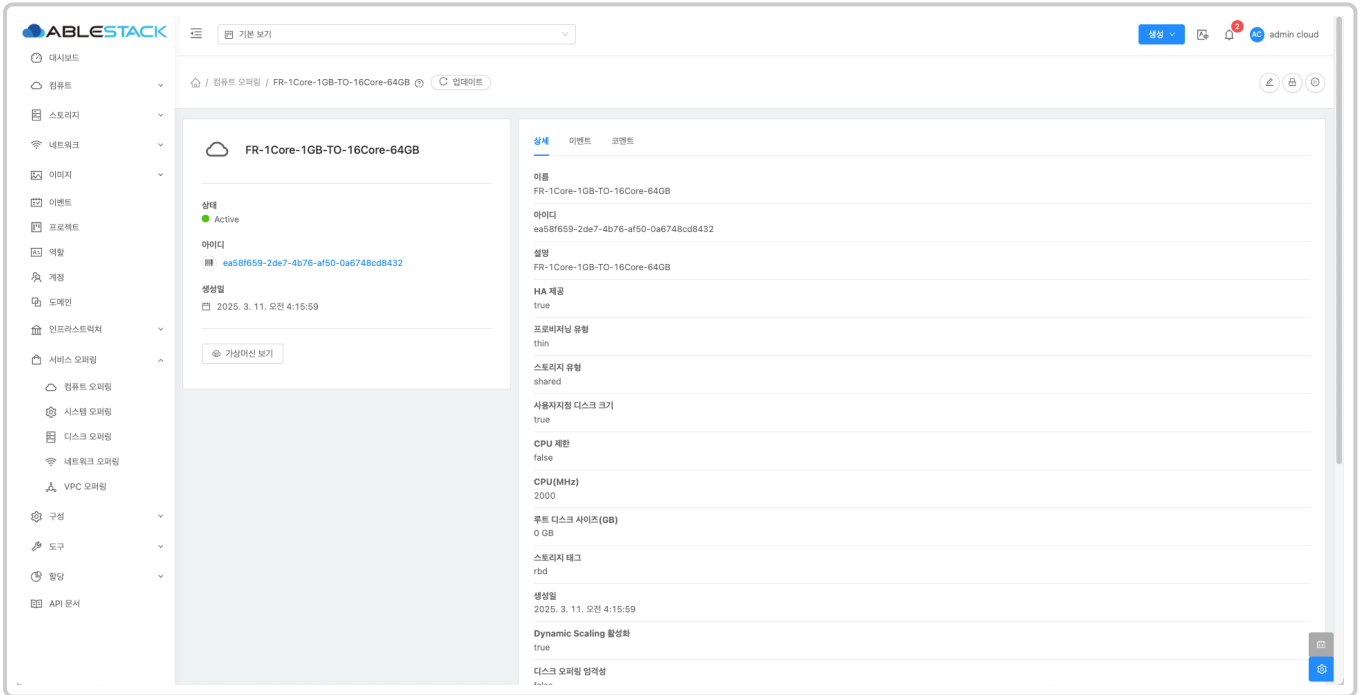 ABLESTACK
기본 보기
생성
2
AC
admin cloud
대시보드
컴퓨트
스토리지
네트워크
이미지
이벤트
프로젝트
역할
계정
도메인
인프라스트럭쳐
서비스 오퍼링
컴퓨트 오퍼링
시스템 오퍼링
디스크 오퍼링
네트워크 오퍼링
VPC 오퍼링
구성
도구
할당
API 문서
/ 컴퓨트 오퍼링 / FR-1Core-1GB-TO-16Core-64GB
업데이트
FR-1Core-1GB-TO-16Core-64GB
상태
Active
아이디
ea58f659-2de7-4b76-af50-0a6748cd8432
생성일
2025. 3. 11. 오전 4:15:59
가상머신 보기
상세 이벤트 코멘트
이름
FR-1Core-1GB-TO-16Core-64GB
아이디
ea58f659-2de7-4b76-af50-0a6748cd8432
설명
FR-1Core-1GB-TO-16Core-64GB
HA 제공
true
프로비저닝 유형
thin
스토리지 유형
shared
사용자지정 디스크 크기
true
CPU 제한
false
CPU(MHz)
2000
루트 디스크 사이즈(GB)
0 GB
스토리지 태그
rbd
생성일
2025. 3. 11. 오전 4:15:59
Dynamic Scaling 활성화
true
디스크 오퍼링 엄격성